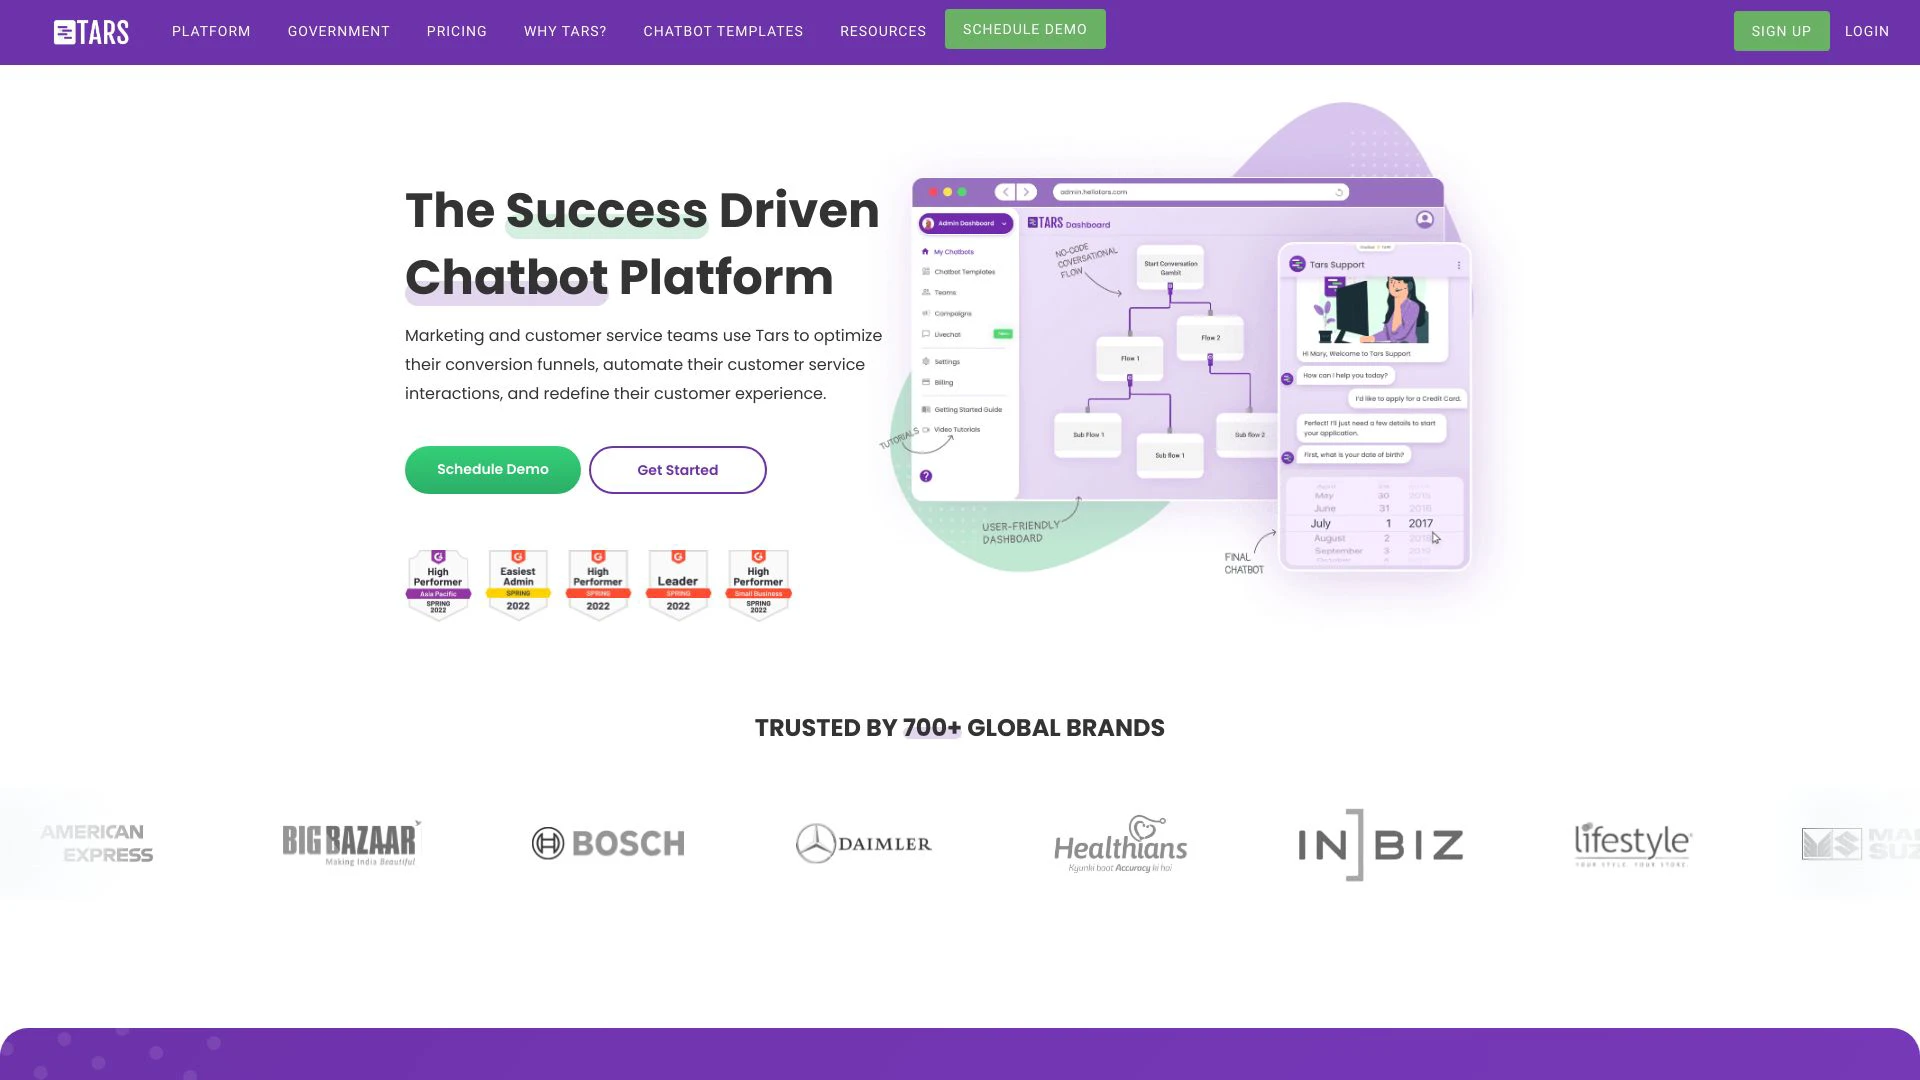 TARS
PLATFORM
GOVERNMENT
PRICING
WHY TARS?
CHATBOT TEMPLATES
RESOURCES
SCHEDULE DEMO
SIGN UP
LOGIN
The Success Driven
Chatbot Platform
Marketing and customer service teams use Tars to optimize
their conversion funnels, automate their customer service
interactions, and redefine their customer experience.
Schedule Demo
Get Started
High
Performer
Asia Pacific
SPRING
2022
Easiest
Admin
SPRING
2022
High
Performer
SPRING
2022
Leader
SPRING
2022
High
Performer
Small Business
SPRING
2022
admin.hellotars.com
Admin Dashboard
My Chatbots
Chatbot Templates
Teams
Campaigns
Livechat
Settings
Billing
Getting Started Guide
Video Tutorials
TUTORIALS
?
TARS Dashboard
NO-CODE
COVERSATIONAL
FLOW
Start Conversation
Gambit
Flow 1
Flow 2
Sub Flow 1
Sub flow 1
Sub flow 2
USER-FRIENDLY
DASHBOARD
FINAL
CHATBOT
Tars Support
Hi Mary, Welcome to Tars Support
How can I help you today?
I'd like to apply for a Credit Card.
Perfect! I'll just need a few details to start
your application.
First, what is your date of birth?
May 30 2015
June 31 2016
July 1 2017
August 2 2018
September 3 2019
TRUSTED BY 700+ GLOBAL BRANDS
AMERICAN
EXPRESS
BIG BAZAAR
Making India Beautiful
BOSCH
DAIMLER
Healthians
Kyunki baat Accuracy ki hai
IN BIZ
lifestyle
YOUR STYLE. YOUR STORE.